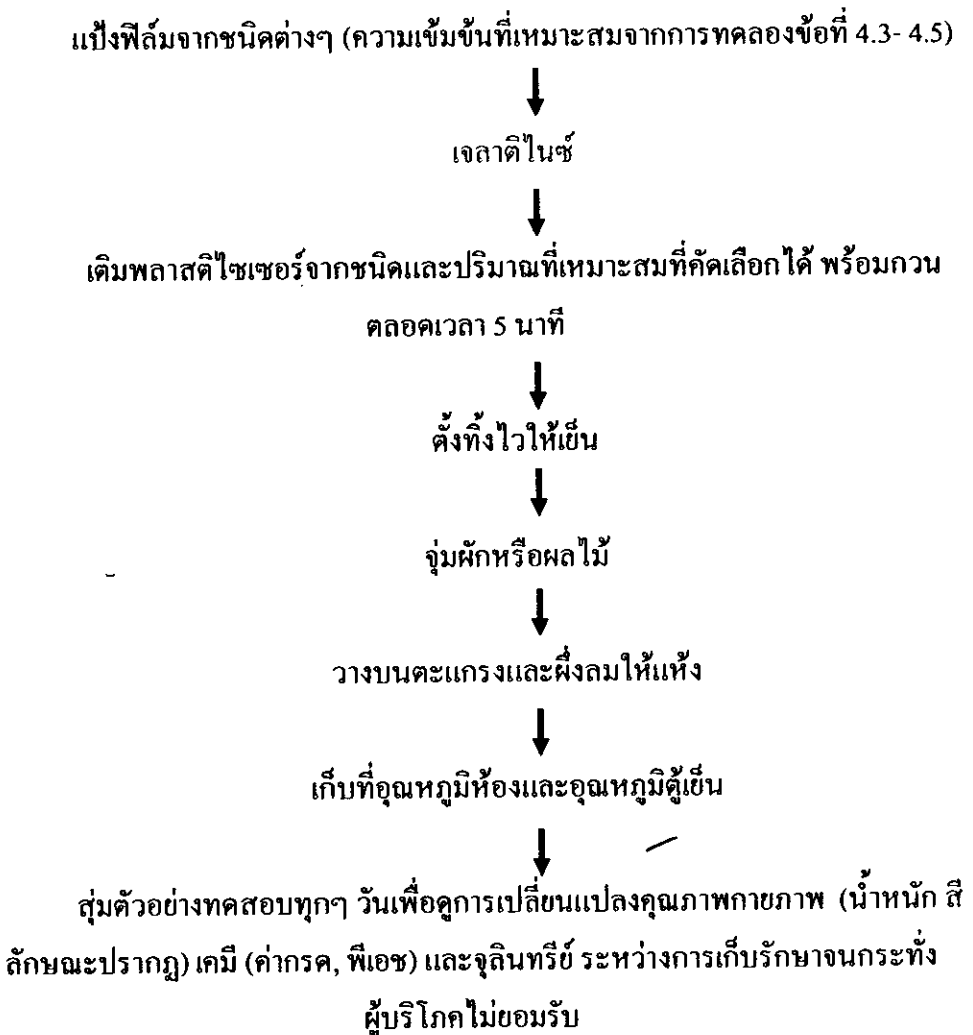 แป้งฟิล์มจากชนิดต่างๆ (ความเข้มข้นที่เหมาะสมจากการทดลองข้อที่ 4.3- 4.5)
เจลาติไนซ์
เติมพลาสติไซเซอร์จากชนิดและปริมาณที่เหมาะสมที่คัดเลือกได้ พร้อมกวน
ตลอดเวลา 5 นาที
ตั้งทิ้งไวให้เย็น
จุ่มผักหรือผลไม้
วางบนตะแกรงและผึ่งลมให้แห้ง
เก็บที่อุณหภูมิห้องและอุณหภูมิตู้เย็น
สุ่มตัวอย่างทดสอบทุกๆ วันเพื่อดูการเปลี่ยนแปลงคุณภาพกายภาพ (น้ำหนัก สี
ลักษณะปรากฏ) เคมี (ค่ากรด, พีเอช) และจุลินทรีย์ ระหว่างการเก็บรักษาจนกระทั่ง
ผู้บริโภคไม่ยอมรับ